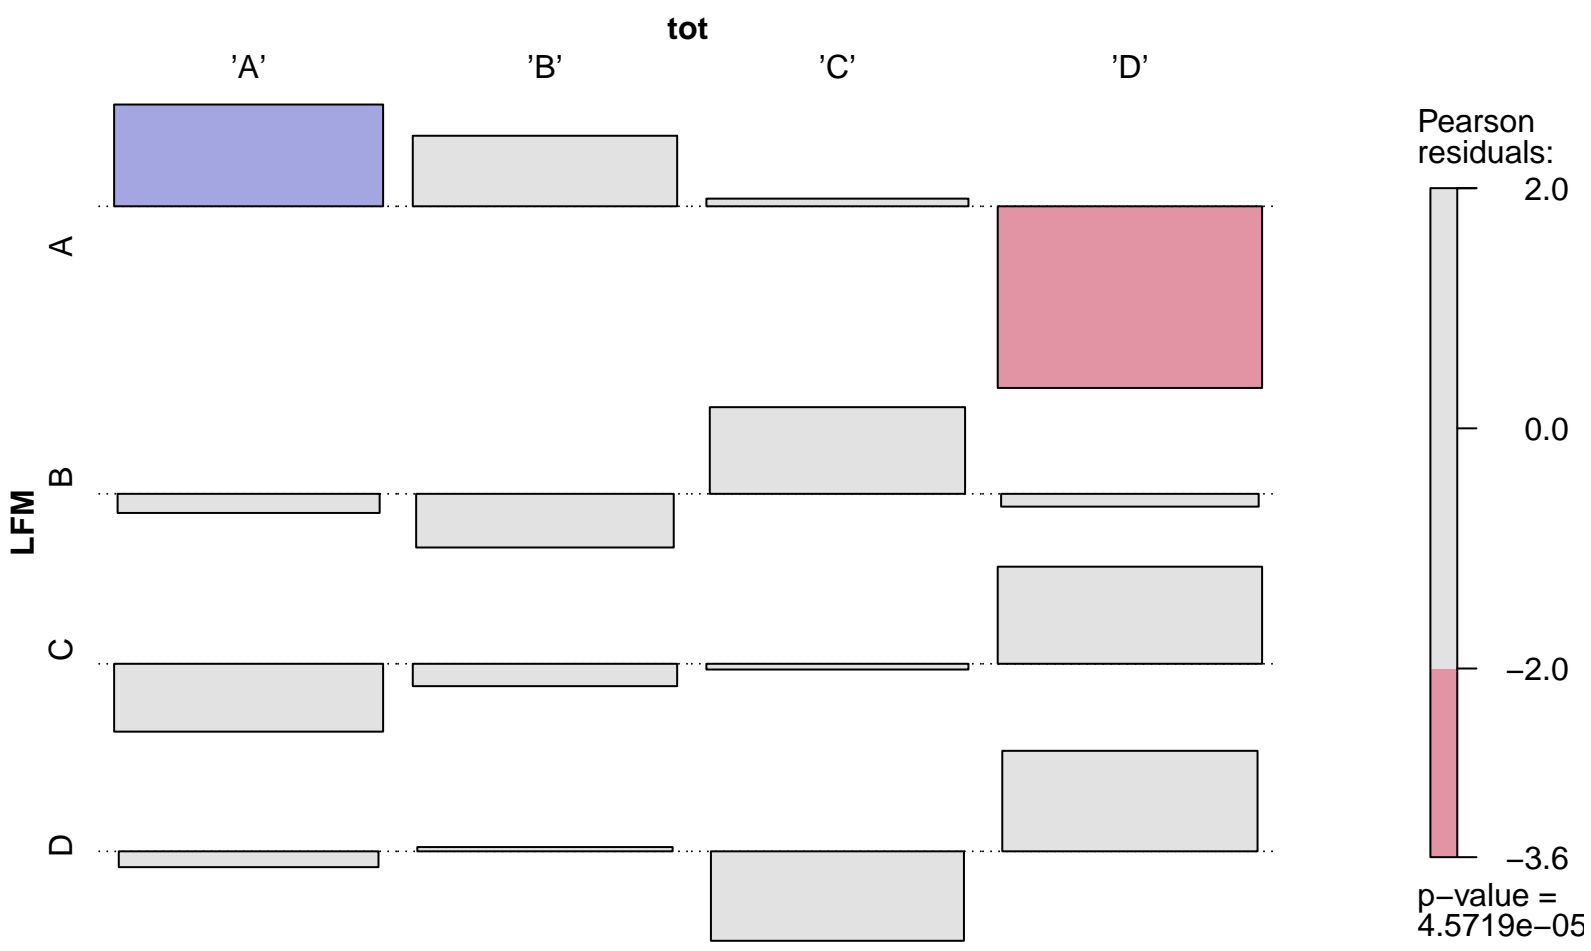 tot
’A’ ’B’ ’C’ ’D’
LFM
A
B
C
D
Pearson
residuals:
2.0
0.0
−2.0
−3.6
p−value =
4.5719e−05